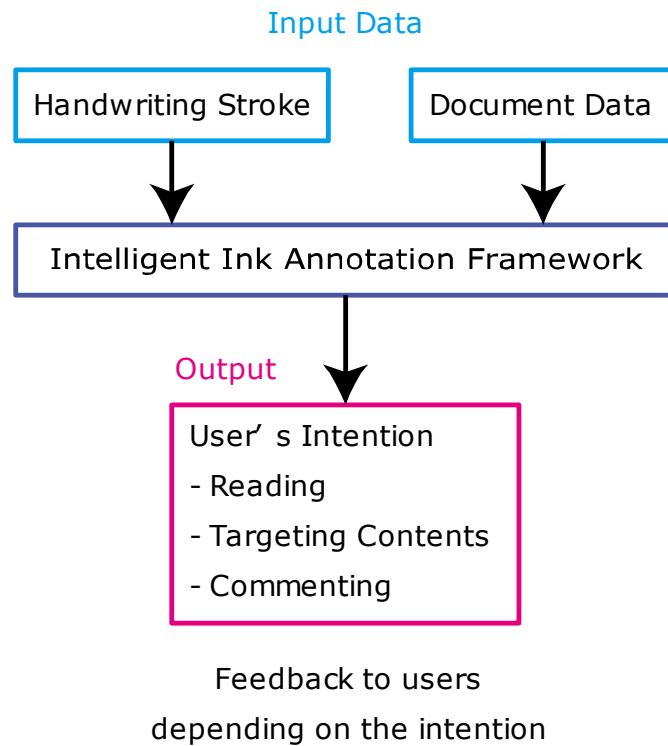 Input Data
Handwriting Stroke
Document Data
Intelligent Ink Annotation Framework
Output
User’ s Intention
- Reading
- Targeting Contents
- Commenting
Feedback to users
depending on the intention